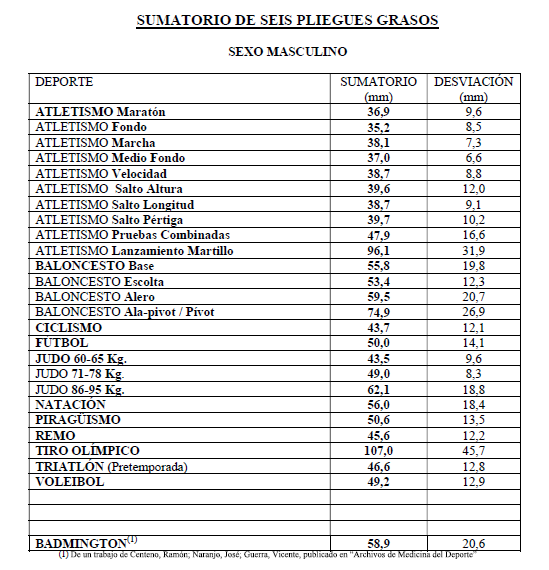 SUMATORIO DE SEIS PLIEGUES GRASOS
SEXO MASCULINO
DEPORTE SUMATORIO (mm) DESVIACIÓN (mm)
ATLETISMO Maratón 36,9 9,6
ATLETISMO Fondo 35,2 8,5
ATLETISMO Marcha 38,1 7,3
ATLETISMO Medio Fondo 37,0 6,6
ATLETISMO Velocidad 38,7 8,8
ATLETISMO Salto Altura 39,6 12,0
ATLETISMO Salto Longitud 38,7 9,1
ATLETISMO Salto Pértiga 39,7 10,2
ATLETISMO Pruebas Combinadas 47,9 16,6
ATLETISMO Lanzamiento Martillo 96,1 31,9
BALONCESTO Base 55,8 19,8
BALONCESTO Escolta 53,4 12,3
BALONCESTO Alero 59,5 20,7
BALONCESTO Ala-pivot / Pívot 74,9 26,9
CICLISMO 43,7 12,1
FÚTBOL 50,0 14,1
JUDO 60-65 Kg. 43,5 9,6
JUDO 71-78 Kg. 49,0 8,3
JUDO 86-95 Kg. 62,1 18,8
NATACIÓN 56,0 18,4
PIRAGÜISMO 50,6 13,5
REMO 45,6 12,2
TIRO OLÍMPICO 107,0 45,7
TRIATLÓN (Pretemporada) 46,6 12,8
VOLEIBOL 49,2 12,9
BADMINGTON(1) 58,9 20,6
(1) De un trabajo de Centeno, Ramón; Naranjo, José; Guerra, Vicente, publicado en "Archivos de Medicina del Deporte"